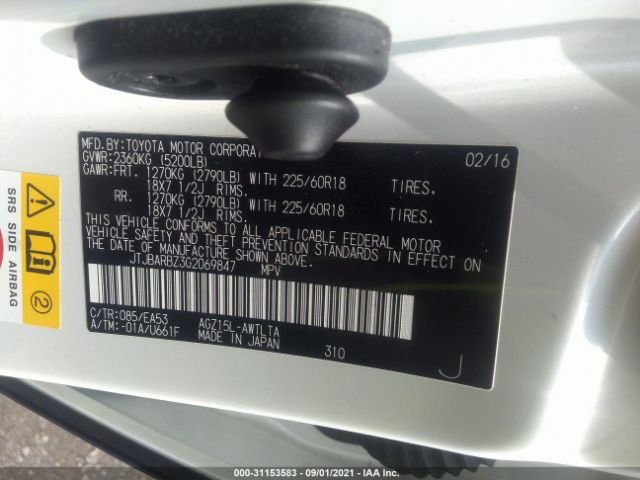 MFD. BY:TOYOTA MOTOR CORPORAT 02/16
GVWR:2360KG (5200LB)
GAWR:FRT. 1270KG (2790LB) WITH 225/60R18 TIRES.
18X7 1/2J RIMS.
RR. 1270KG (2790LB) WITH 225/60R18 TIRES.
18X7 1/2J RIMS.
THIS VEHICLE CONFORMS TO ALL APPLICABLE FEDERAL MOTOR
VEHICLE SAFETY AND THEFT PREVENTION STANDARDS IN EFFECT ON
THE DATE OF MANUFACTURE SHOWN ABOVE.
JTJBARBZ3G2069847 MPV
C/TR:085/EA53 AGZ15L-AWTLTA
A/TM:-01A/U661F MADE IN JAPAN 310
J
SRS SIDE AIRBAG
2
000-31153583 - 09/01/2021 - IAA Inc.